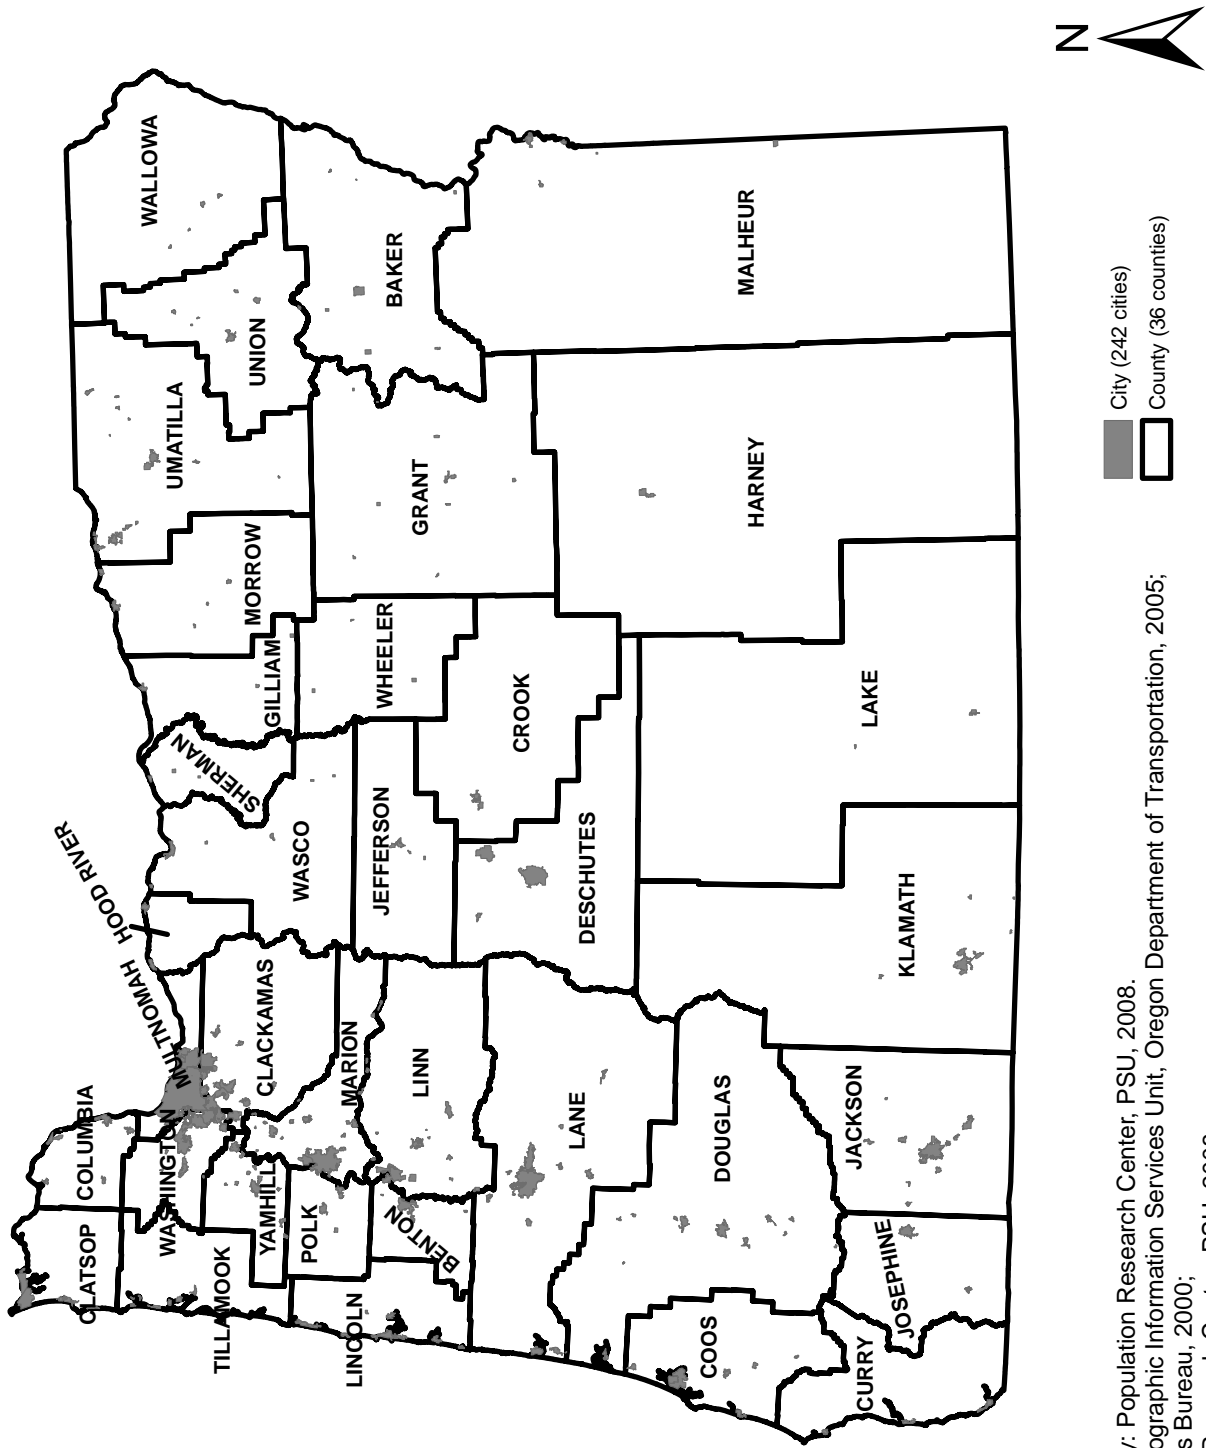 CLATSOP
COLUMBIA
TILLAMOOK
WASHINGTON
MULTNOMAH
HOOD RIVER
YAMHILL
CLACKAMAS
POLK
MARION
LINCOLN
BENTON
LINN
WASCO
SHERMAN
GILLIAM
MORROW
UMATILLA
UNION
WALLOWA
JEFFERSON
WHEELER
GRANT
BAKER
LANE
DESCHUTES
CROOK
COOS
DOUGLAS
HARNEY
MALHEUR
CURRY
JOSEPHINE
JACKSON
KLAMATH
LAKE
N
City (242 cities)
County (36 counties)
y: Population Research Center, PSU, 2008.
ographic Information Services Unit, Oregon Department of Transportation, 2005;
s Bureau, 2000;